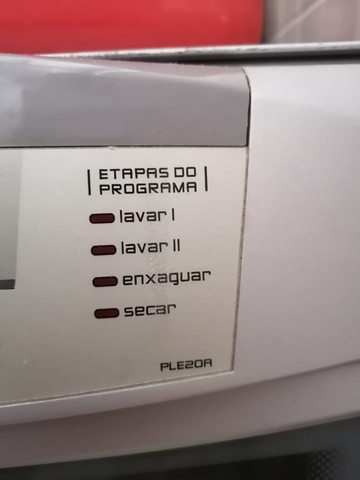 ETAPAS DO
PROGRAMA
lavar I
lavar II
enxaguar
secar
PLE20A